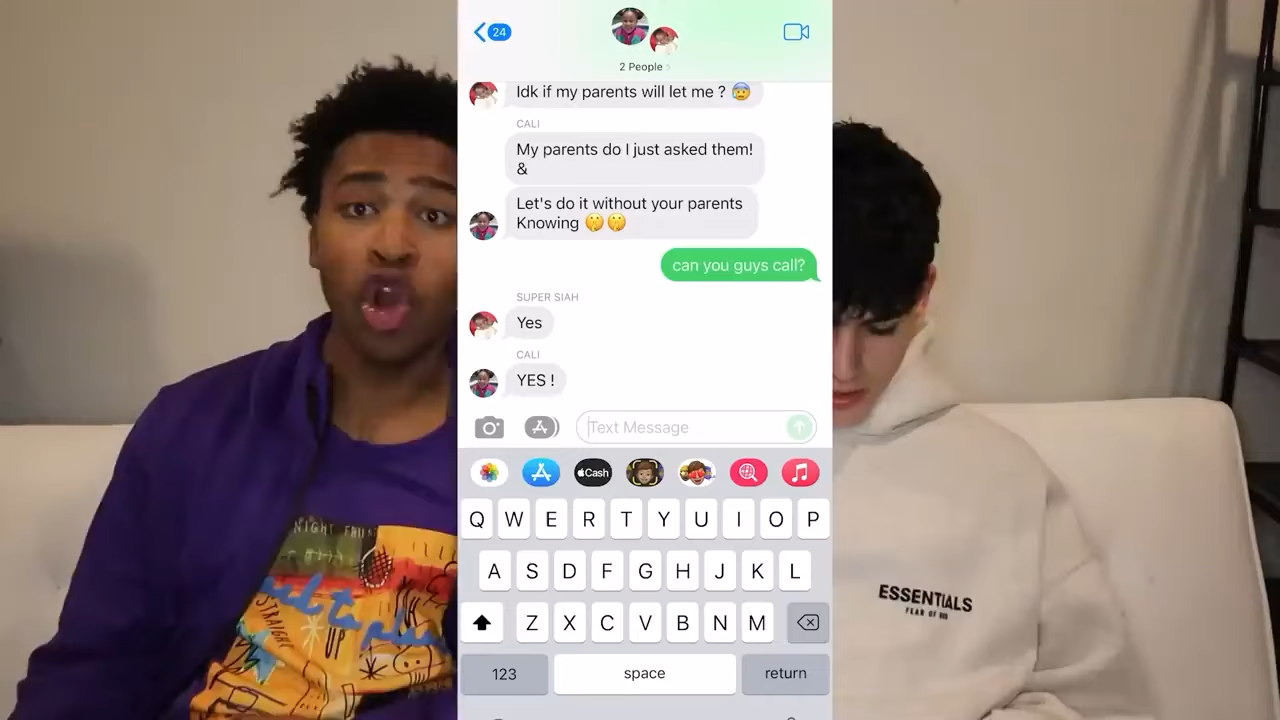 24
2 People
Idk if my parents will let me ? 😰
CALI
My parents do I just asked them!
&
Let's do it without your parents
Knowing 🤫🤫
can you guys call?
SUPER SIAH
Yes
CALI
YES !
Text Message
Cash
Q W E R T Y U I O P
A S D F G H J K L
Z X C V B N M
123 space return
NIGHT
STRAIGHT
UP
ESSENTIALS
FEAR OF GOD